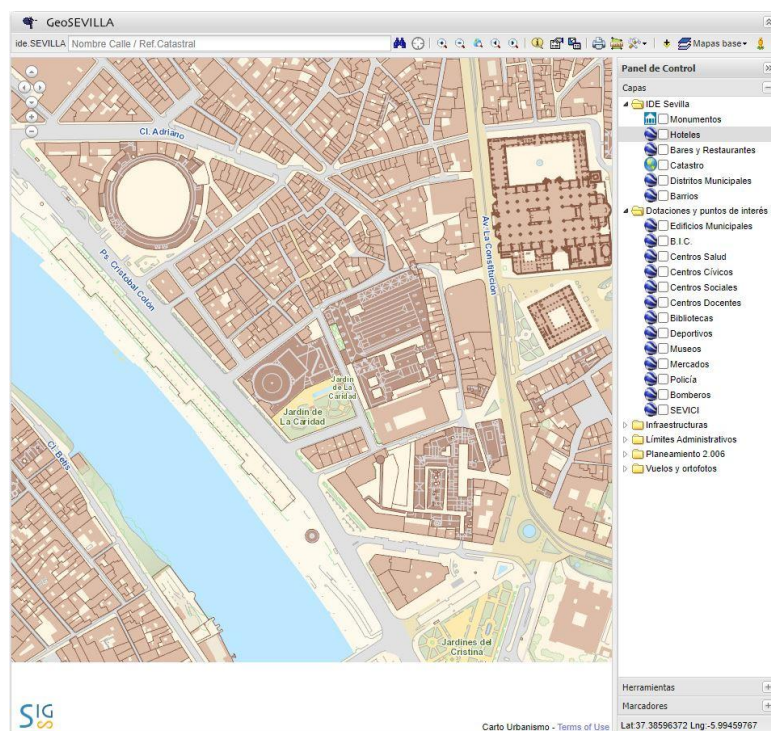 GeoSEVILLA
ide.SEVILLA Nombre Calle / Ref.Catastral
Mapas base
Cl. Adriano
Ps. Cristobal Colón
Av. La Constitución
Jardín
de La
Caridad
Jardín de
La Caridad
Cl. Betis
Jardines del
Cristina
SIG
S
Carto Urbanismo - Terms of Use
Panel de Control
Capas
IDE Sevilla
Monumentos
Hoteles
Bares y Restaurantes
Catastro
Distritos Municipales
Barrios
Dotaciones y puntos de interés
Edificios Municipales
B.I.C.
Centros Salud
Centros Cívicos
Centros Sociales
Centros Docentes
Bibliotecas
Deportivos
Museos
Mercados
Policía
Bomberos
SEVICI
Infraestructuras
Límites Administrativos
Planeamiento 2.006
Vuelos y ortofotos
Herramientas
Marcadores
Lat:37.38596372 Lng:-5.99459767